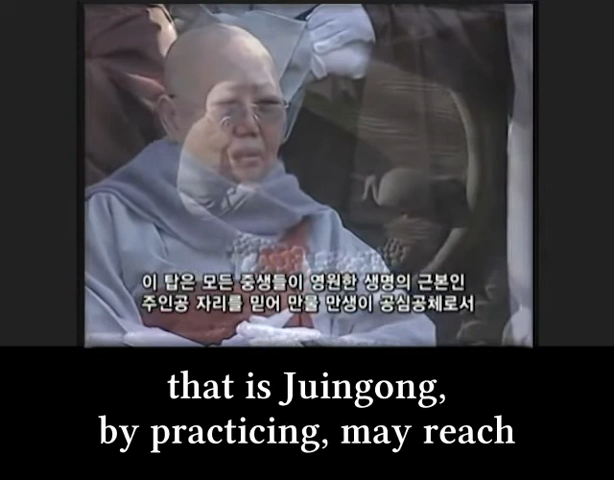 이 탑은 모든 중생들이 영원한 생명의 근본인
주인공 자리를 믿어 만물 만생이 공심공체로서
that is Juingong,
by practicing, may reach